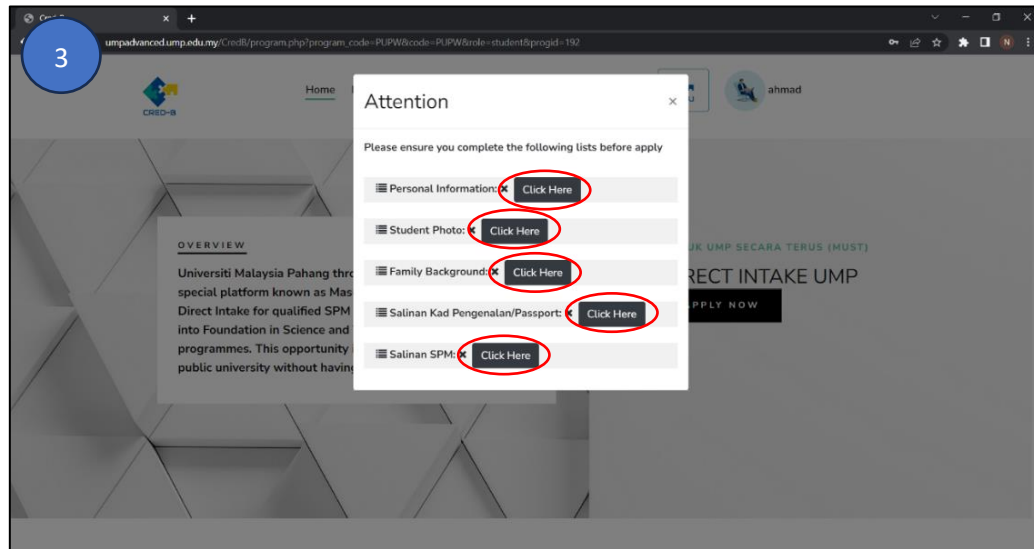 3
umpadvanced.ump.edu.my/CredB/program.php?program_code=PUPW&code=PUPW&role=student&progid=192
N
CRED-B
Home
ahmad
Attention
×
Please ensure you complete the following lists before apply
Personal Information: Click Here
Student Photo: Click Here
Family Background: Click Here
Salinan Kad Pengenalan/Passport: Click Here
Salinan SPM: Click Here
OVERVIEW
Universiti Malaysia Pahang
special platform known as
Direct Intake for qualified SPM
into Foundation in Science and
programmes. This opportunity
public university without
UK UMP SECARA TERUS (MUST)
RECT INTAKE UMP
PPLY NOW